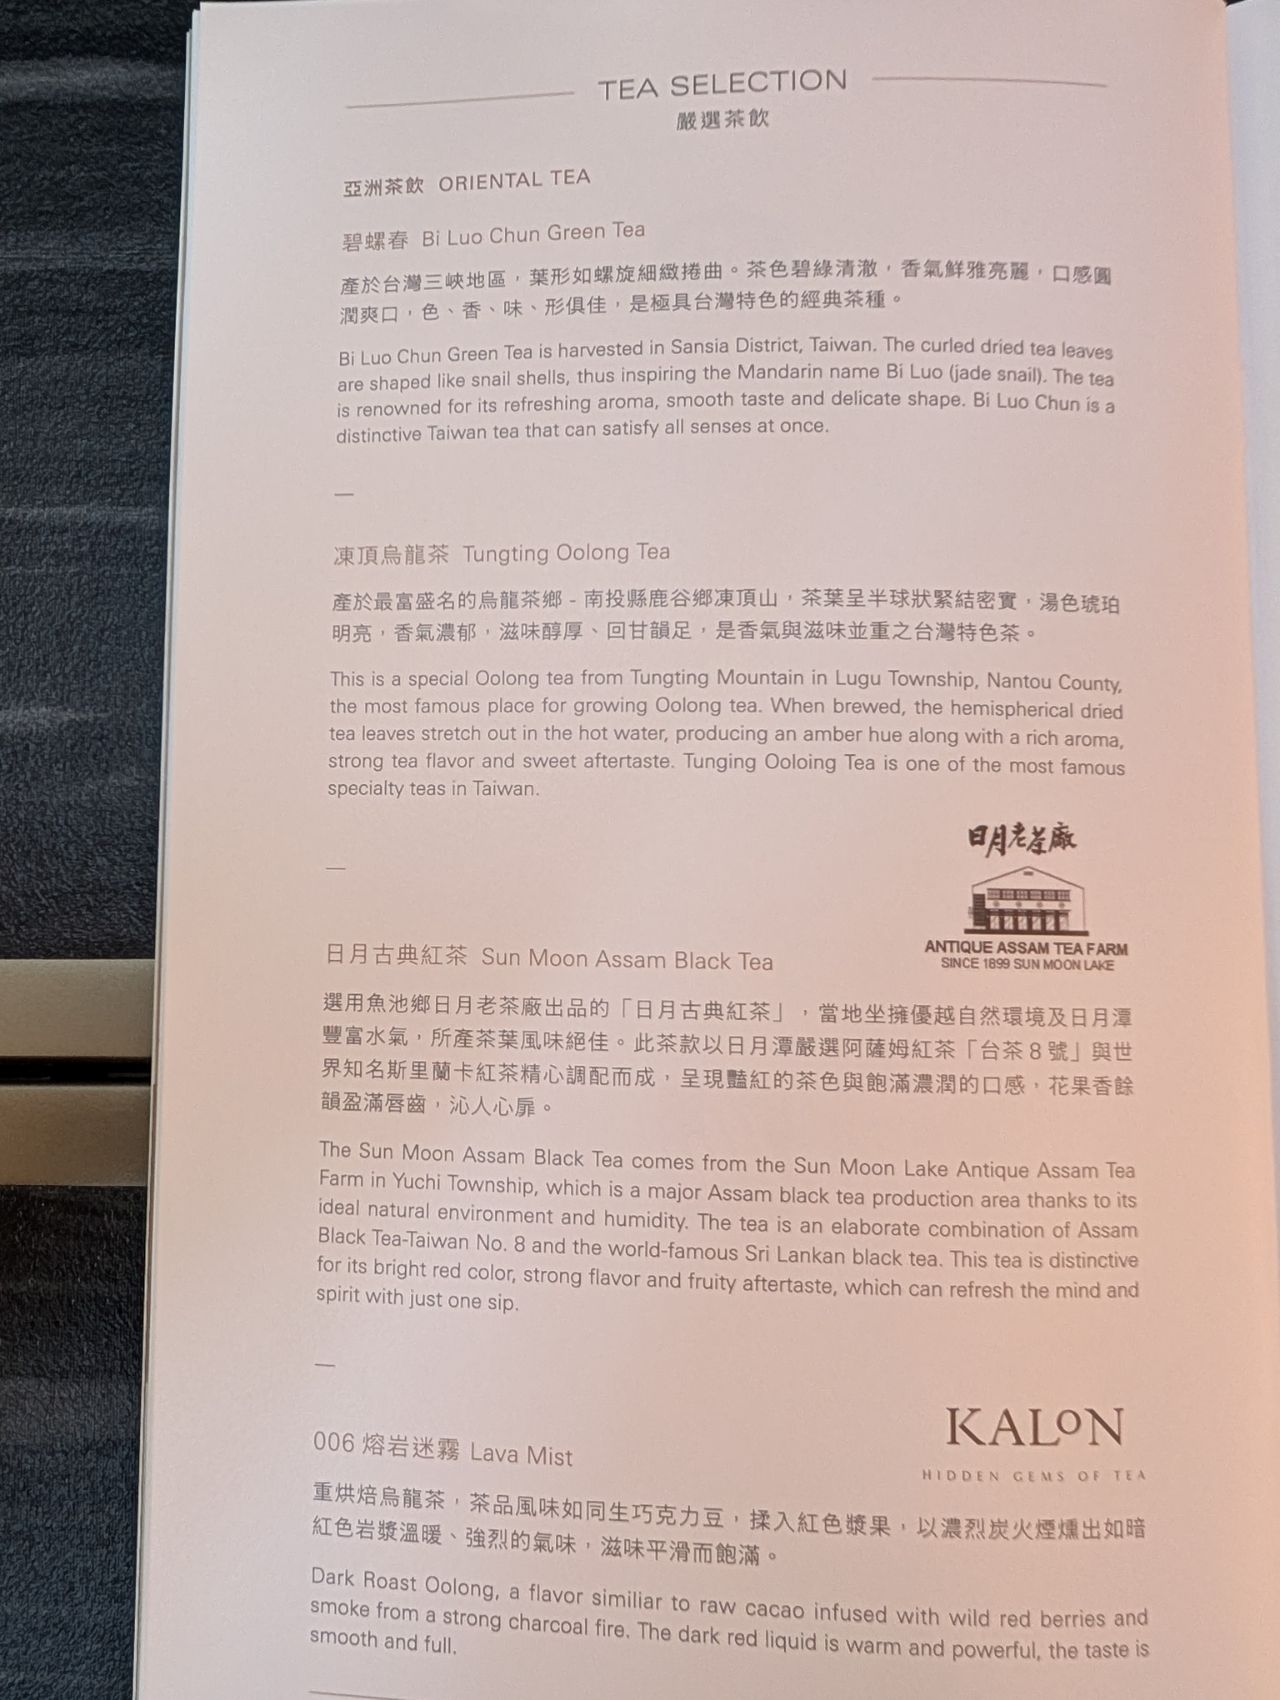 TEA SELECTION
嚴選茶飲
亞洲茶飲 ORIENTAL TEA
碧螺春 Bi Luo Chun Green Tea
產於台灣三峽地區，葉形如螺旋細緻捲曲。茶色碧綠清澈，香氣鮮雅亮麗，口感圓
潤爽口，色、香、味、形俱佳，是極具台灣特色的經典茶種。
Bi Luo Chun Green Tea is harvested in Sansia District, Taiwan. The curled dried tea leaves
are shaped like snail shells, thus inspiring the Mandarin name Bi Luo (jade snail). The tea
is renowned for its refreshing aroma, smooth taste and delicate shape. Bi Luo Chun is a
distinctive Taiwan tea that can satisfy all senses at once.
—
凍頂烏龍茶 Tungting Oolong Tea
產於最富盛名的烏龍茶鄉 - 南投縣鹿谷鄉凍頂山，茶葉呈半球狀緊結密實，湯色琥珀
明亮，香氣濃郁，滋味醇厚、回甘韻足，是香氣與滋味並重之台灣特色茶。
This is a special Oolong tea from Tungting Mountain in Lugu Township, Nantou County,
the most famous place for growing Oolong tea. When brewed, the hemispherical dried
tea leaves stretch out in the hot water, producing an amber hue along with a rich aroma,
strong tea flavor and sweet aftertaste. Tunging Ooloing Tea is one of the most famous
specialty teas in Taiwan.
—
日月老茶廠
ANTIQUE ASSAM TEA FARM
SINCE 1899 SUN MOON LAKE
日月古典紅茶 Sun Moon Assam Black Tea
選用魚池鄉日月老茶廠出品的「日月古典紅茶」，當地坐擁優越自然環境及日月潭
豐富水氣，所產茶葉風味絕佳。此茶款以日月潭嚴選阿薩姆紅茶「台茶 8 號」與世
界知名斯里蘭卡紅茶精心調配而成，呈現豔紅的茶色與飽滿濃潤的口感，花果香餘
韻盈滿唇齒，沁人心扉。
The Sun Moon Assam Black Tea comes from the Sun Moon Lake Antique Assam Tea
Farm in Yuchi Township, which is a major Assam black tea production area thanks to its
ideal natural environment and humidity. The tea is an elaborate combination of Assam
Black Tea-Taiwan No. 8 and the world-famous Sri Lankan black tea. This tea is distinctive
for its bright red color, strong flavor and fruity aftertaste, which can refresh the mind and
spirit with just one sip.
—
KALON
HIDDEN GEMS OF TEA
006 熔岩迷霧 Lava Mist
重烘焙烏龍茶，茶品風味如同生巧克力豆，揉入紅色漿果，以濃烈炭火煙燻出如暗
紅色岩漿溫暖、強烈的氣味，滋味平滑而飽滿。
Dark Roast Oolong, a flavor similiar to raw cacao infused with wild red berries and
smoke from a strong charcoal fire. The dark red liquid is warm and powerful, the taste is
smooth and full.